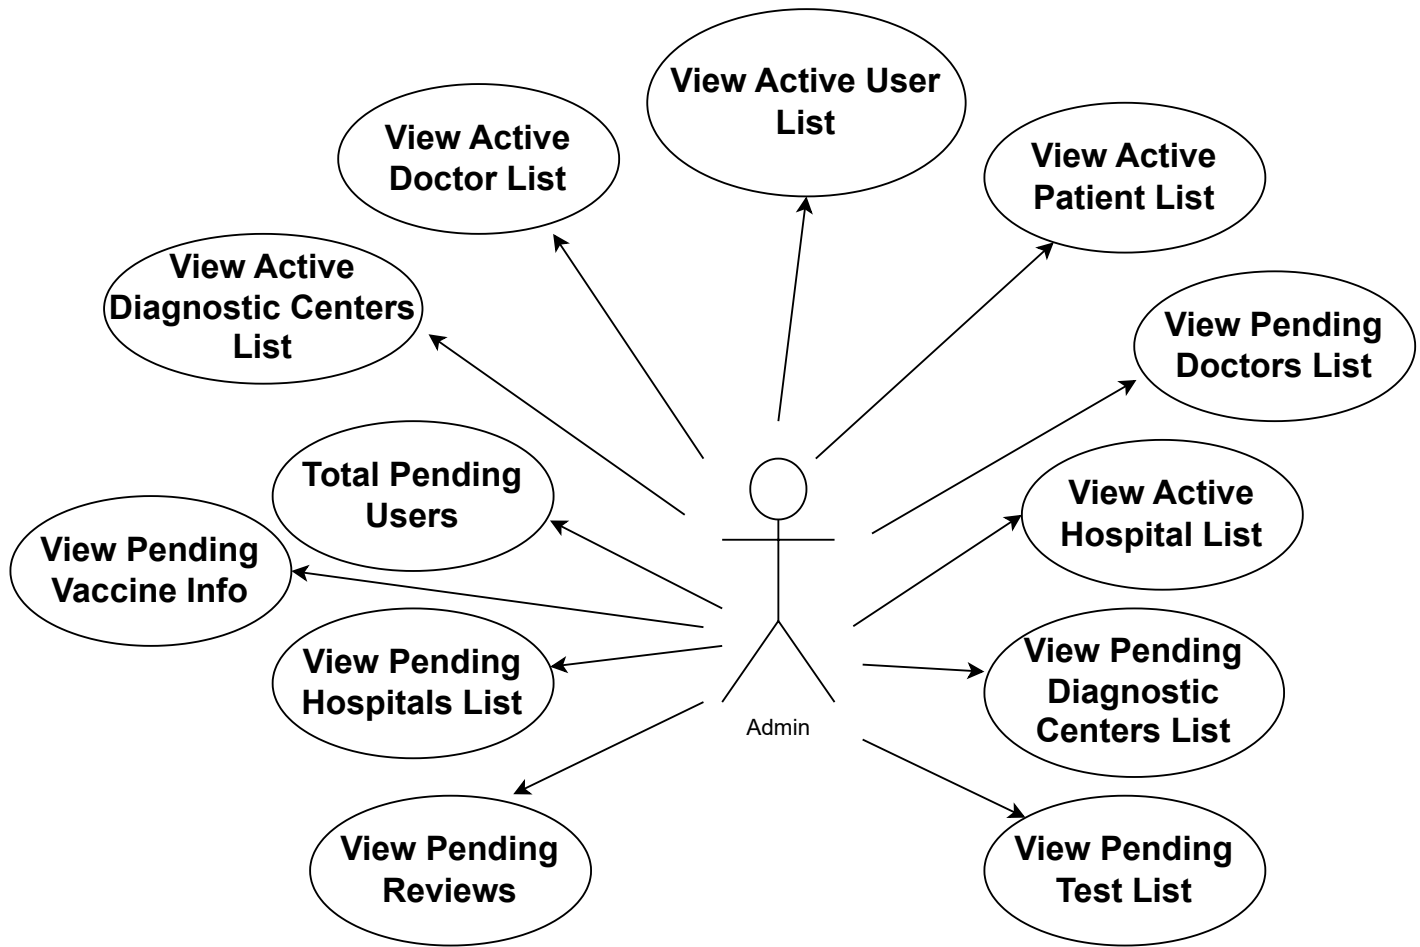 View Active User
List
View Active
Doctor List
View Active
Patient List
View Active
Diagnostic Centers
List
View Pending
Doctors List
Total Pending
Users
View Active
Hospital List
View Pending
Vaccine Info
View Pending
Hospitals List
View Pending
Diagnostic
Centers List
Admin
View Pending
Reviews
View Pending
Test List